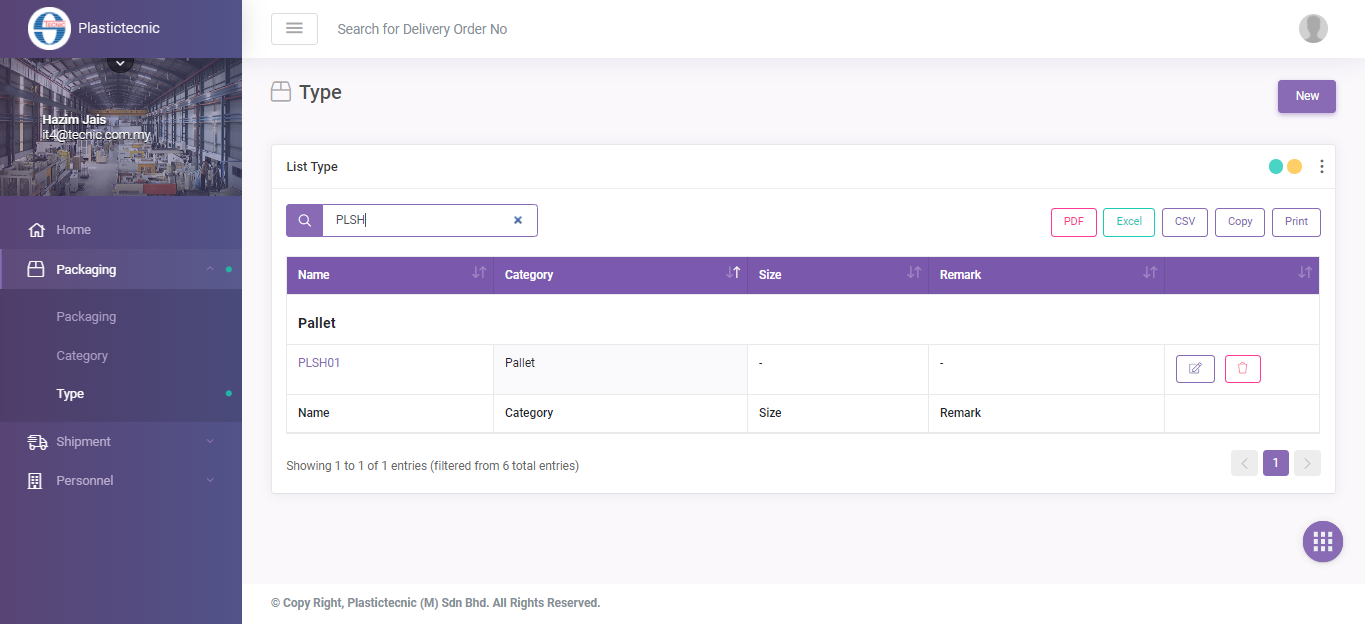 TECNIC
Plastictecnic
Search for Delivery Order No
Hazim Jais
it4@tecnic.com.my
Home
Packaging
Packaging
Category
Type
Shipment
Personnel
Type
New
List Type
PLSH
PDF Excel CSV Copy Print
Name Category Size Remark
Pallet
PLSH01 Pallet - -
Name Category Size Remark
Showing 1 to 1 of 1 entries (filtered from 6 total entries)
1
© Copy Right, Plastictecnic (M) Sdn Bhd. All Rights Reserved.